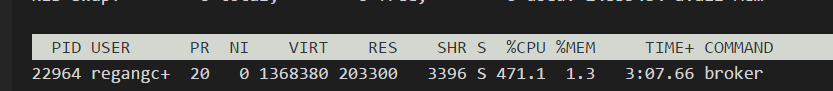 PID USER PR NI VIRT RES SHR S %CPU %MEM TIME+ COMMAND
22964 regangc+ 20 0 1368380 203300 3396 S 471.1 1.3 3:07.66 broker